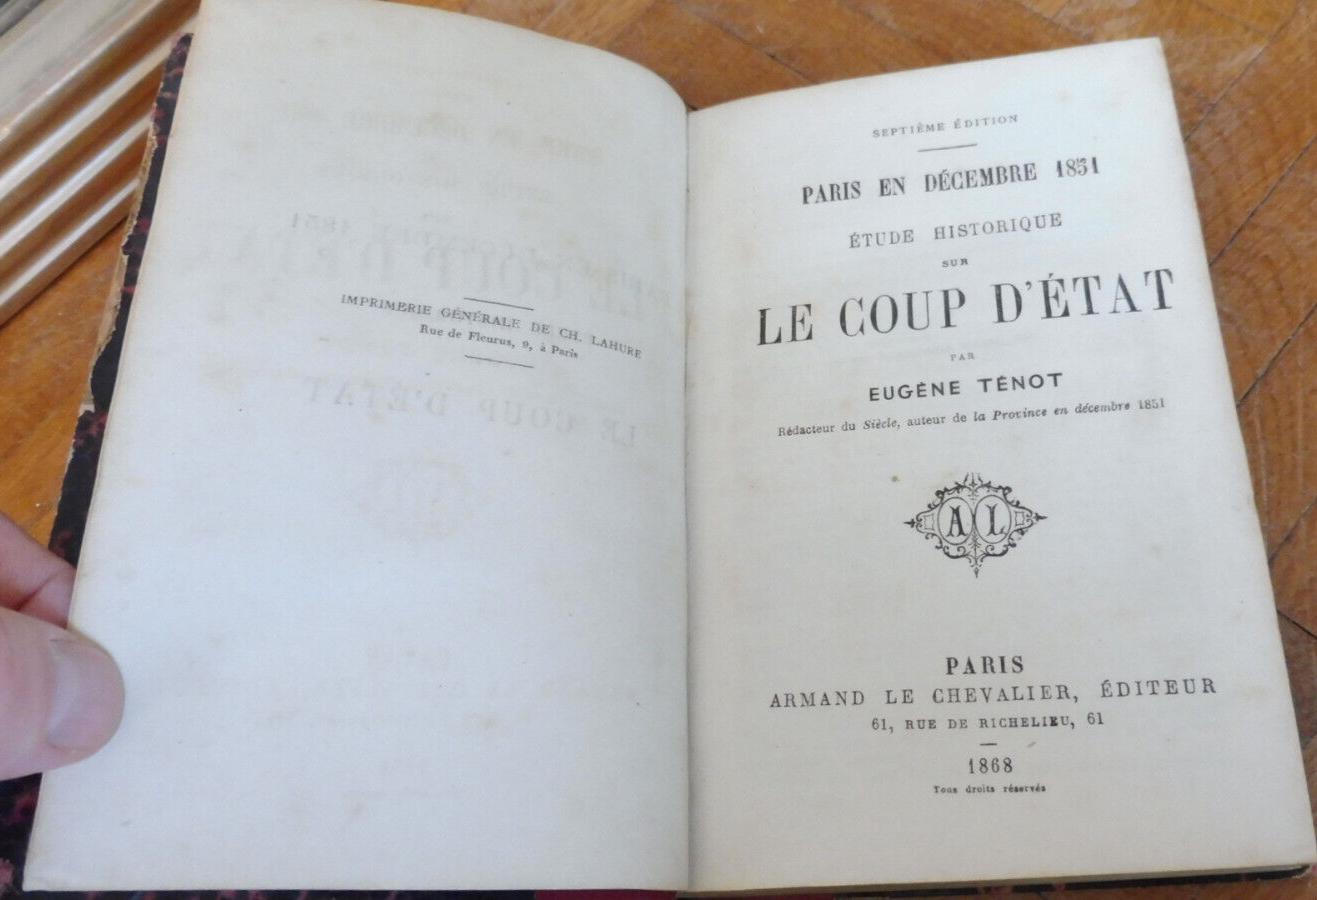 IMPRIMERIE GÉNÉRALE DE CH. LAHURE
Rue de Fleurus, 9, à Paris
SEPTIÈME ÉDITION
PARIS EN DÉCEMBRE 1851
ÉTUDE HISTORIQUE
SUR
LE COUP D'ÉTAT
PAR
EUGÈNE TÉNOT
Rédacteur du Siècle, auteur de la Province en décembre 1851
A L
PARIS
ARMAND LE CHEVALIER, ÉDITEUR
61, RUE DE RICHELIEU, 61
1868
Tous droits réservés